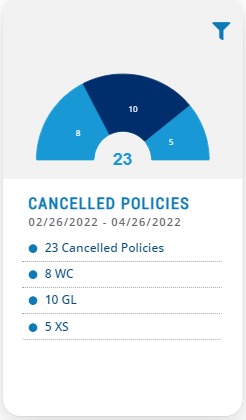 10
8
5
23
CANCELLED POLICIES
02/26/2022 - 04/26/2022
23 Cancelled Policies
8 WC
10 GL
5 XS